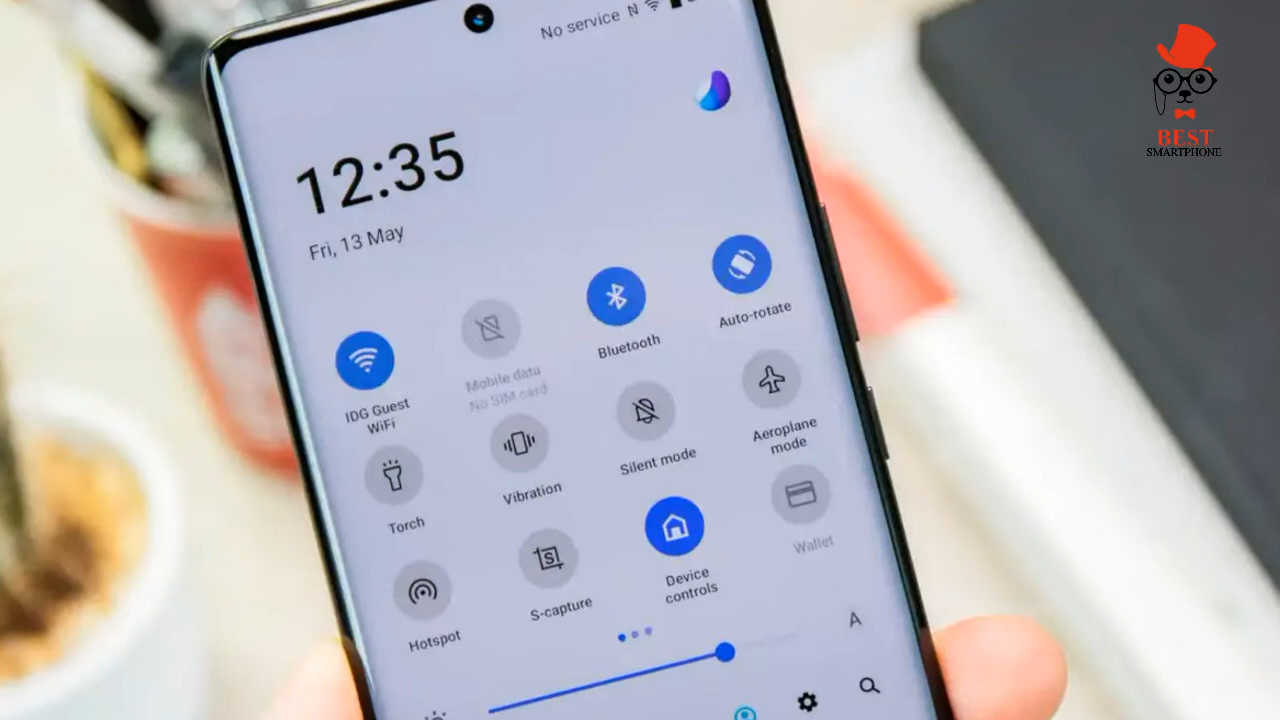 No service
12:35
Fri, 13 May
BEST
SMARTPHONE
IDG Guest
WiFi
Mobile data
No SIM card
Bluetooth
Auto-rotate
Torch
Vibration
Silent mode
Aeroplane
mode
Hotspot
S-capture
Device
controls
Wallet
A